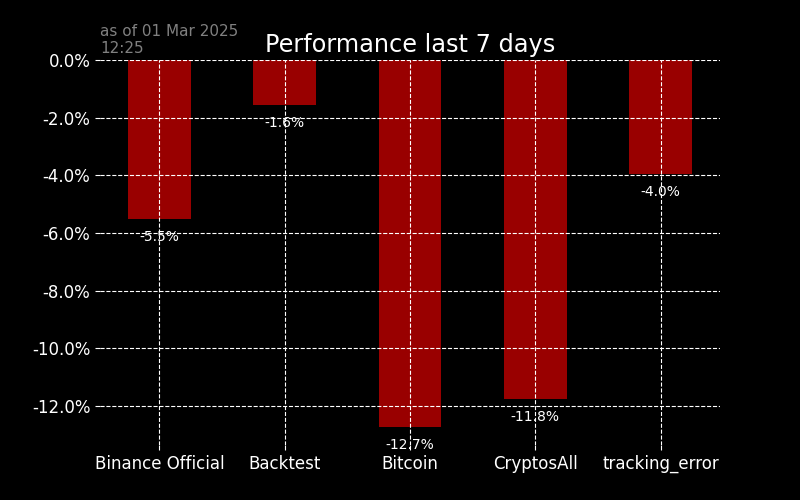 as of 01 Mar 2025
12:25
Performance last 7 days
0.0%
-2.0%
-4.0%
-6.0%
-8.0%
-10.0%
-12.0%
-5.5%
-1.6%
-12.7%
-11.8%
-4.0%
Binance Official
Backtest
Bitcoin
CryptosAll
tracking_error